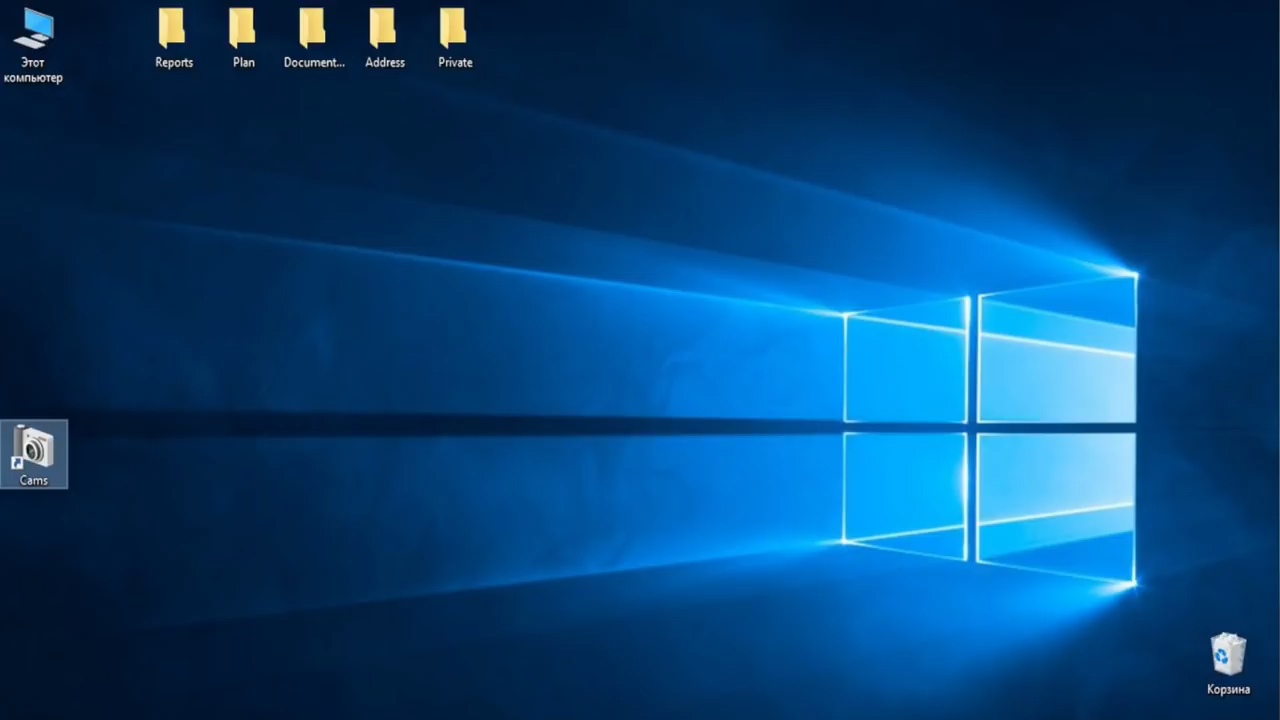 Этот
компьютер
Reports
Plan
Document...
Address
Private
Cams
Корзина